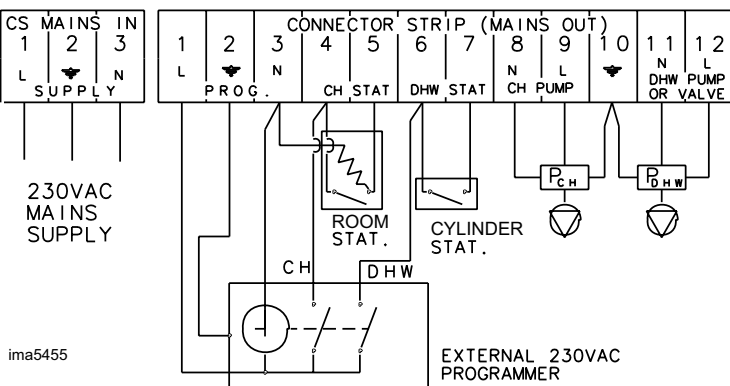 CS MAINS IN
1 2 3
L N
SUPPLY
CONNECTOR STRIP (MAINS OUT)
1 2 3 4 5 6 7 8 9 10 11 12
L N N L N L
PROG. CH STAT DHW STAT CH PUMP DHW PUMP
OR VALVE
230VAC
MAINS
SUPPLY
ROOM
STAT.
CYLINDER
STAT.
PCH
PDHW
CH
DHW
ima5455
EXTERNAL 230VAC
PROGRAMMER